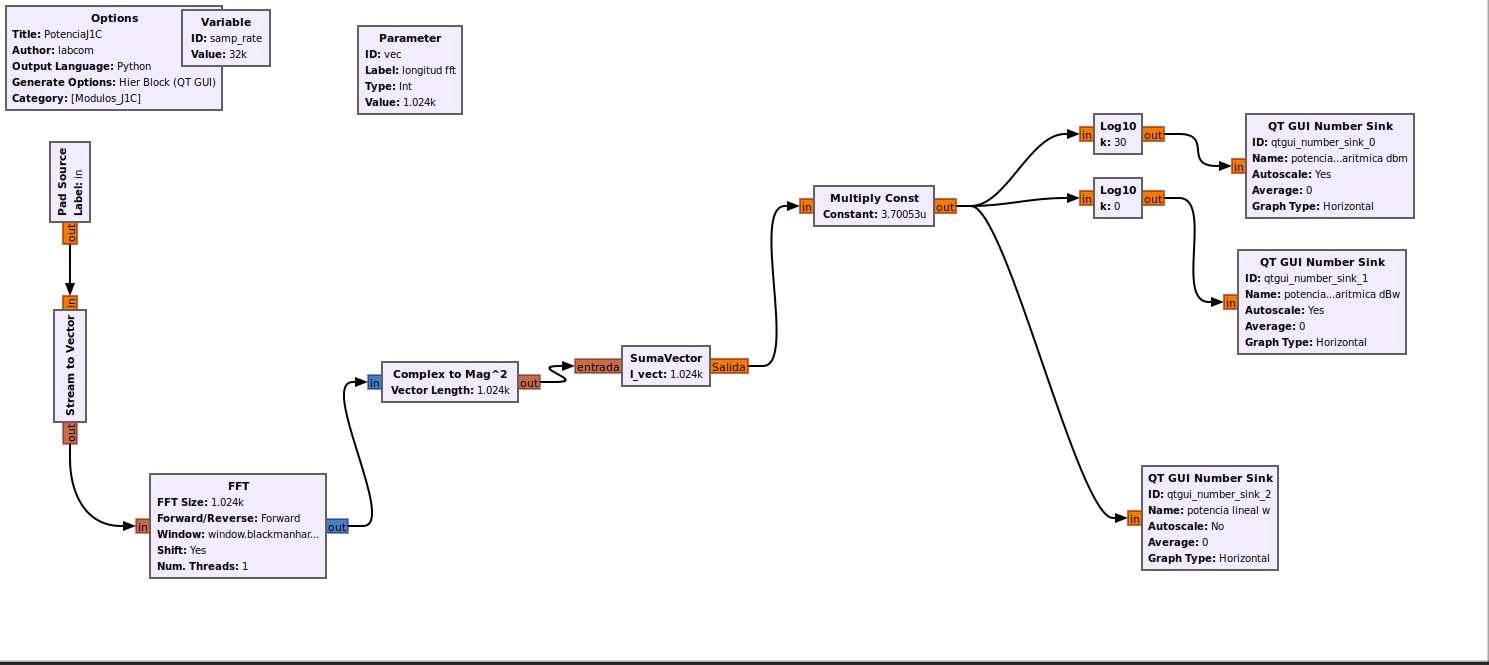 Options
Title: PotenciaJ1C
Author: labcom
Output Language: Python
Generate Options: Hier Block (QT GUI)
Category: [Modulos_J1C]
Variable
ID: samp_rate
Value: 32k
Parameter
ID: vec
Label: longitud fft
Type: Int
Value: 1.024k
Pad Source
Label: in
out
in
Stream to Vector
out
in
FFT
FFT Size: 1.024k
Forward/Reverse: Forward
Window: window.blackmanhar...
Shift: Yes
Num. Threads: 1
out
in
Complex to Mag^2
Vector Length: 1.024k
out
entrada
SumaVector
l_vect: 1.024k
Salida
in
Multiply Const
Constant: 3.70053u
out
in
Log10
k: 30
out
in
QT GUI Number Sink
ID: qtgui_number_sink_0
Name: potencia...aritmica dbm
Autoscale: Yes
Average: 0
Graph Type: Horizontal
in
Log10
k: 0
out
in
QT GUI Number Sink
ID: qtgui_number_sink_1
Name: potencia...aritmica dBw
Autoscale: Yes
Average: 0
Graph Type: Horizontal
in
QT GUI Number Sink
ID: qtgui_number_sink_2
Name: potencia lineal w
Autoscale: No
Average: 0
Graph Type: Horizontal